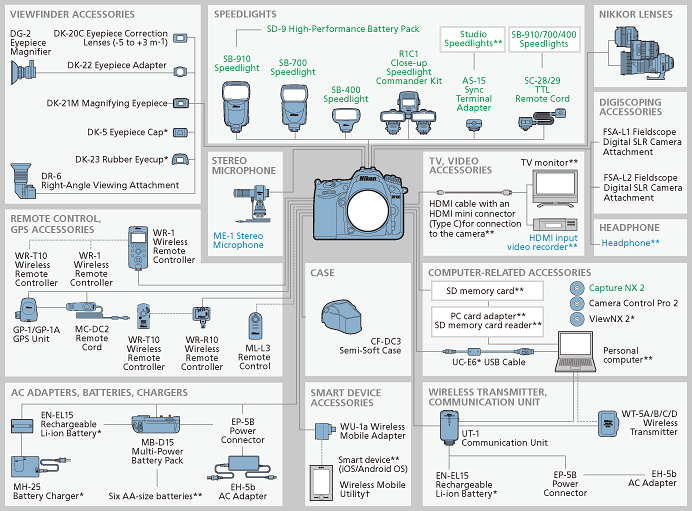 VIEWFINDER ACCESSORIES
DG-2
Eyepiece
Magnifier
DK-20C Eyepiece Correction
Lenses (-5 to +3 m-1)
DK-22 Eyepiece Adapter
DK-21M Magnifying Eyepiece
DK-5 Eyepiece Cap*
DK-23 Rubber Eyecup**
DR-6
Right-Angle Viewing Attachment
SPEEDLIGHTS
SD-9 High-Performance Battery Pack
SB-910
Speedlight
SB-700
Speedlight
SB-400
Speedlight
R1C1
Close-up
Speedlight
Commander Kit
Studio
Speedlights**
AS-15
Sync
Terminal
Adapter
SB-910/700/400
Speedlights
SC-28/29
TTL
Remote Cord
NIKKOR LENSES
DIGISCOPING
ACCESSORIES
FSA-L1 Fieldscope
Digital SLR Camera
Attachment
FSA-L2 Fieldscope
Digital SLR Camera
Attachment
HEADPHONE
Headphone**
STEREO
MICROPHONE
ME-1 Stereo
Microphone
Nikon
TV, VIDEO
ACCESSORIES
TV monitor**
HDMI cable with an
HDMI mini connector
(Type C)for connection
to the camera**
HDMI input
video recorder**
REMOTE CONTROL,
GPS ACCESSORIES
WR-1
Wireless
Remote
Controller
WR-T10
Wireless
Remote
Controller
WR-1
Wireless
Remote
Controller
GP-1/GP-1A
GPS Unit
MC-DC2
Remote
Cord
WR-T10
Wireless
Remote
Controller
WR-R10
Wireless
Remote
Controller
ML-L3
Remote
Control
CASE
CF-DC3
Semi-Soft Case
COMPUTER-RELATED ACCESSORIES
SD memory card**
PC card adapter**
SD memory card reader**
UC-E6* USB Cable
Capture NX 2
Camera Control Pro 2
ViewNX 2*
Personal
computer**
AC ADAPTERS, BATTERIES, CHARGERS
EN-EL15
Rechargeable
Li-ion Battery*
MH-25
Battery Charger*
MB-D15
Multi-Power
Battery Pack
Six AA-size batteries**
EP-5B
Power
Connector
EH-5b
AC Adapter
SMART DEVICE
ACCESSORIES
WU-1a Wireless
Mobile Adapter
Smart device**
(iOS/Android OS)
Wireless Mobile
Utility†
WIRELESS TRANSMITTER,
COMMUNICATION UNIT
UT-1
Communication Unit
WT-5A/B/C/D
Wireless
Transmitter
EN-EL15
Rechargeable
Li-ion Battery*
EP-5B
Power
Connector
EH-5b
AC Adapter